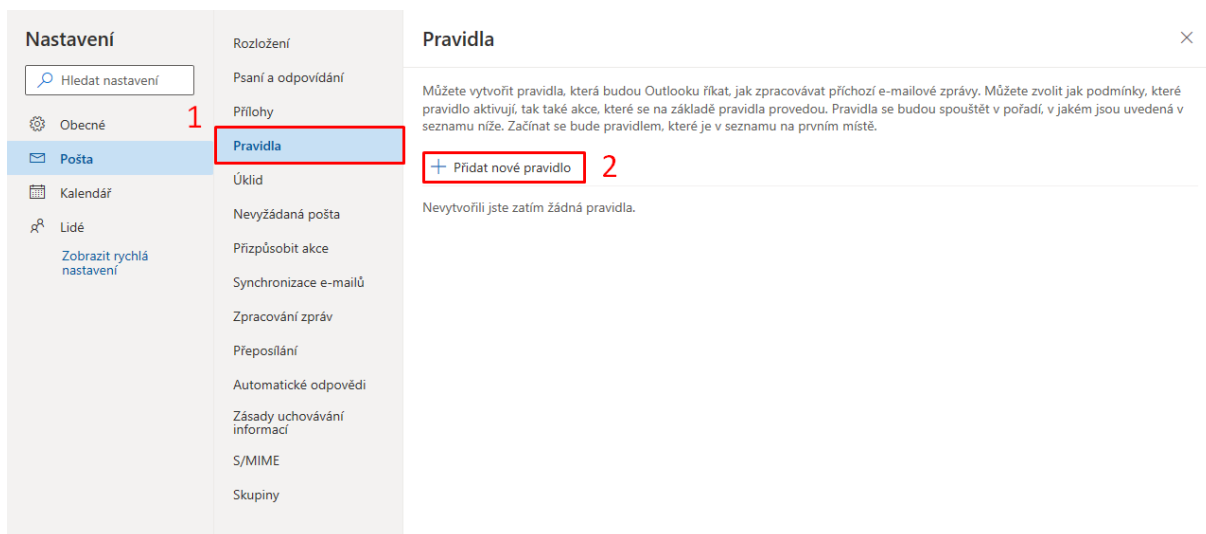 Nastavení
Hledat nastavení
Obecné
Pošta
Kalendář
Lidé
Zobrazit rychlá
nastavení
1
Rozložení
Psaní a odpovídání
Přílohy
Pravidla
Úklid
Nevyžádaná pošta
Přizpůsobit akce
Synchronizace e-mailů
Zpracování zpráv
Přeposílání
Automatické odpovědi
Zásady uchovávání
informací
S/MIME
Skupiny
Pravidla
Můžete vytvořit pravidla, která budou Outlooku říkat, jak zpracovávat příchozí e-mailové zprávy. Můžete zvolit jak podmínky, které
pravidlo aktivují, tak také akce, které se na základě pravidla provedou. Pravidla se budou spouštět v pořadí, v jakém jsou uvedená v
seznamu níže. Začínat se bude pravidlem, které je v seznamu na prvním místě.
Přidat nové pravidlo 2
Nevytvořili jste zatím žádná pravidla.